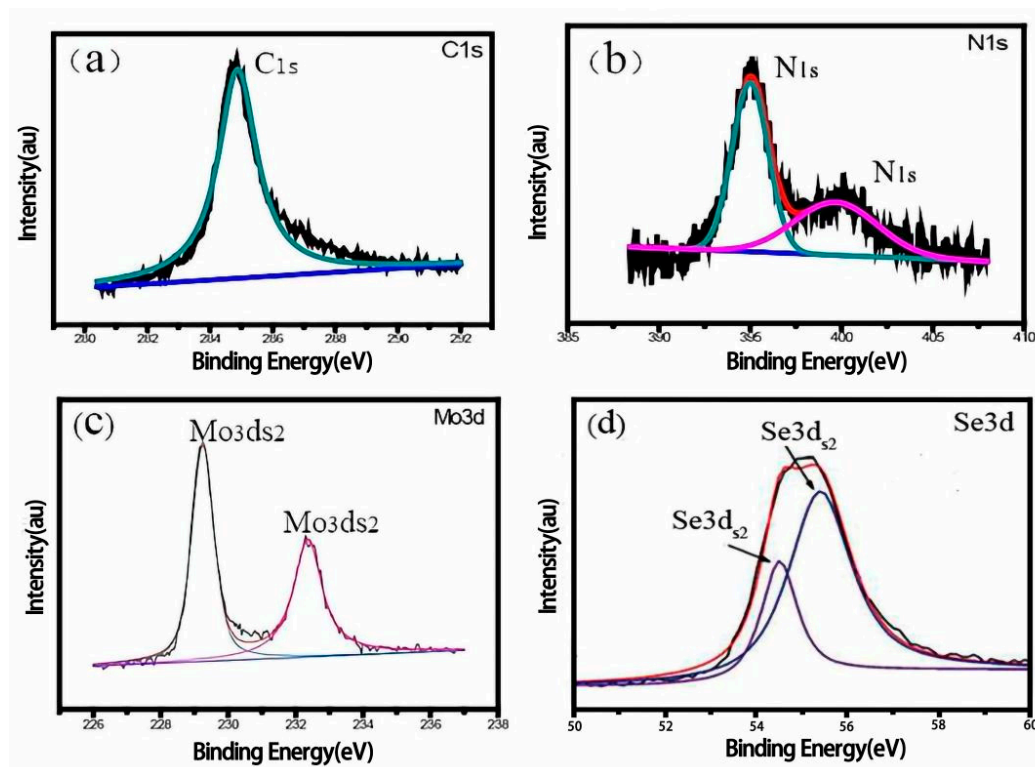 (a)
C1s
C1s
Intensity(au)
280 282 284 286 288 290 292
Binding Energy(eV)
(b)
N1s
N1s
N1s
Intensity(au)
385 390 395 400 405 410
Binding Energy(eV)
(c)
Mo3d
Mo3ds2
Mo3ds2
Intensity(au)
226 228 230 232 234 236 238
Binding Energy(eV)
(d)
Se3d
Se3ds2
Se3ds2
Intensity(au)
50 52 54 56 58 60
Binding Energy(eV)